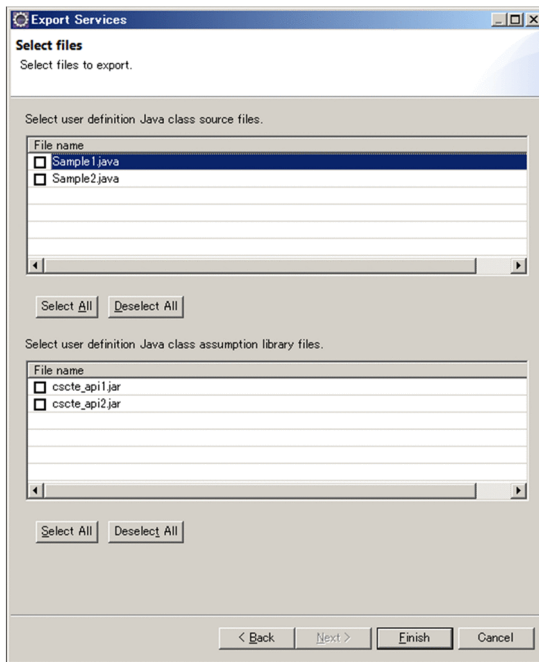 Export Services
Select files
Select files to export.
Select user definition Java class source files.
File name
Sample1.java
Sample2.java
Select All Deselect All
Select user definition Java class assumption library files.
File name
cscte_api1.jar
cscte_api2.jar
Select All Deselect All
< Back Next > Finish Cancel